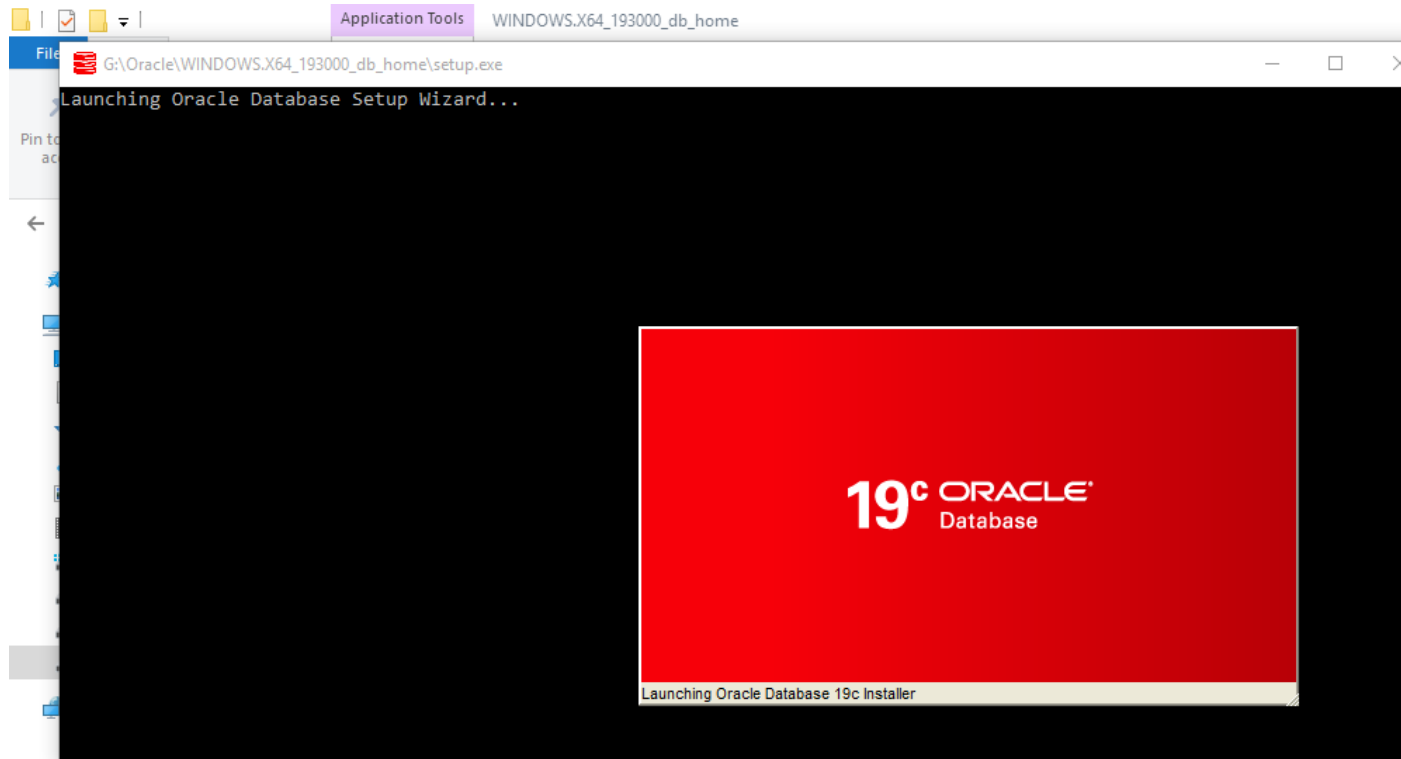 Application Tools
WINDOWS.X64_193000_db_home
File
G:\Oracle\WINDOWS.X64_193000_db_home\setup.exe
Launching Oracle Database Setup Wizard...
Pin to
19c ORACLE
Database
Launching Oracle Database 19c Installer